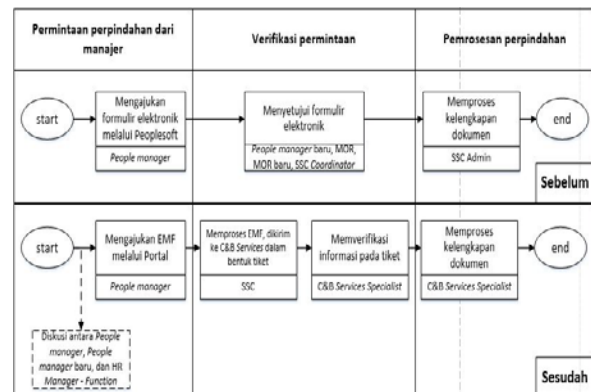 Permintaan perpindahan dari
manajer
Verifikasi permintaan
Pemrosesan perpindahan
start
Mengajukan
formulir elektronik
melalui Peoplesoft
People manager
Menyetujui formulir
elektronik
People manager baru, MOR,
MOR baru, SSC Coordinator
Memproses
kelengkapan
dokumen
SSC Admin
end
Sebelum
start
Mengajukan EMF
melalui Portal
People manager
Memproses EMF, dikirim
ke C&B Services dalam
bentuk tiket
SSC
Memverifikasi
informasi pada tiket
C&B Services Specialist
Memproses
kelengkapan
dokumen
C&B Services Specialist
end
Diskusi antara People
manager, People
manager baru, dan HR
Manager - Function
Sesudah